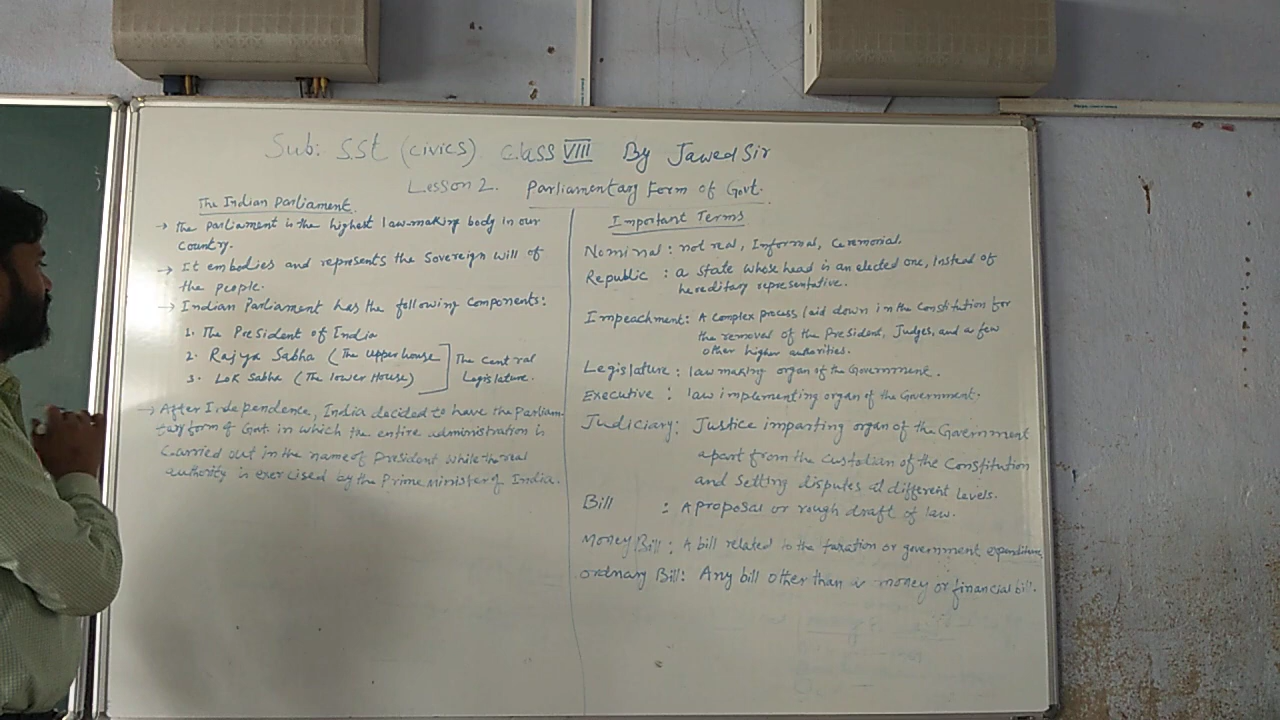 Sub: S.St (civics) Class VIII By Jawed Sir
Lesson 2. Parliamentary Form of Govt.
The Indian Parliament
→ The parliament is the highest law-making body in our
Country.
→ It embodies and represents the Sovereign will of
the people.
→ Indian Parliament has the following components:
1. The President of India
2. Rajya Sabha (The upper house
3. Lok Sabha (The lower House)
The Central
Legislature.
→ After Independence, India decided to have the Parliamen-
tary form of Govt. in which the entire administration is
Carried out in the name of President while the real
authority is exercised by the Prime Minister of India.
Important Terms
Nominal : not real, Informal, Ceremonial.
Republic : a State whose head is an elected one, Instead of
hereditary representative.
Impeachment: A complex process laid down in the Constitution for
the removal of the President, Judges, and a few
other higher authorities.
Legislature : law making organ of the Government.
Executive : law implementing organ of the Government.
Judiciary: Justice imparting organ of the Government
apart from the Custodian of the Constitution
and Settling disputes at different levels.
Bill : A proposal or rough draft of law.
Money Bill : A bill related to the taxation or government expenditure
ordnary Bill: Any bill other than a money or financial bill.